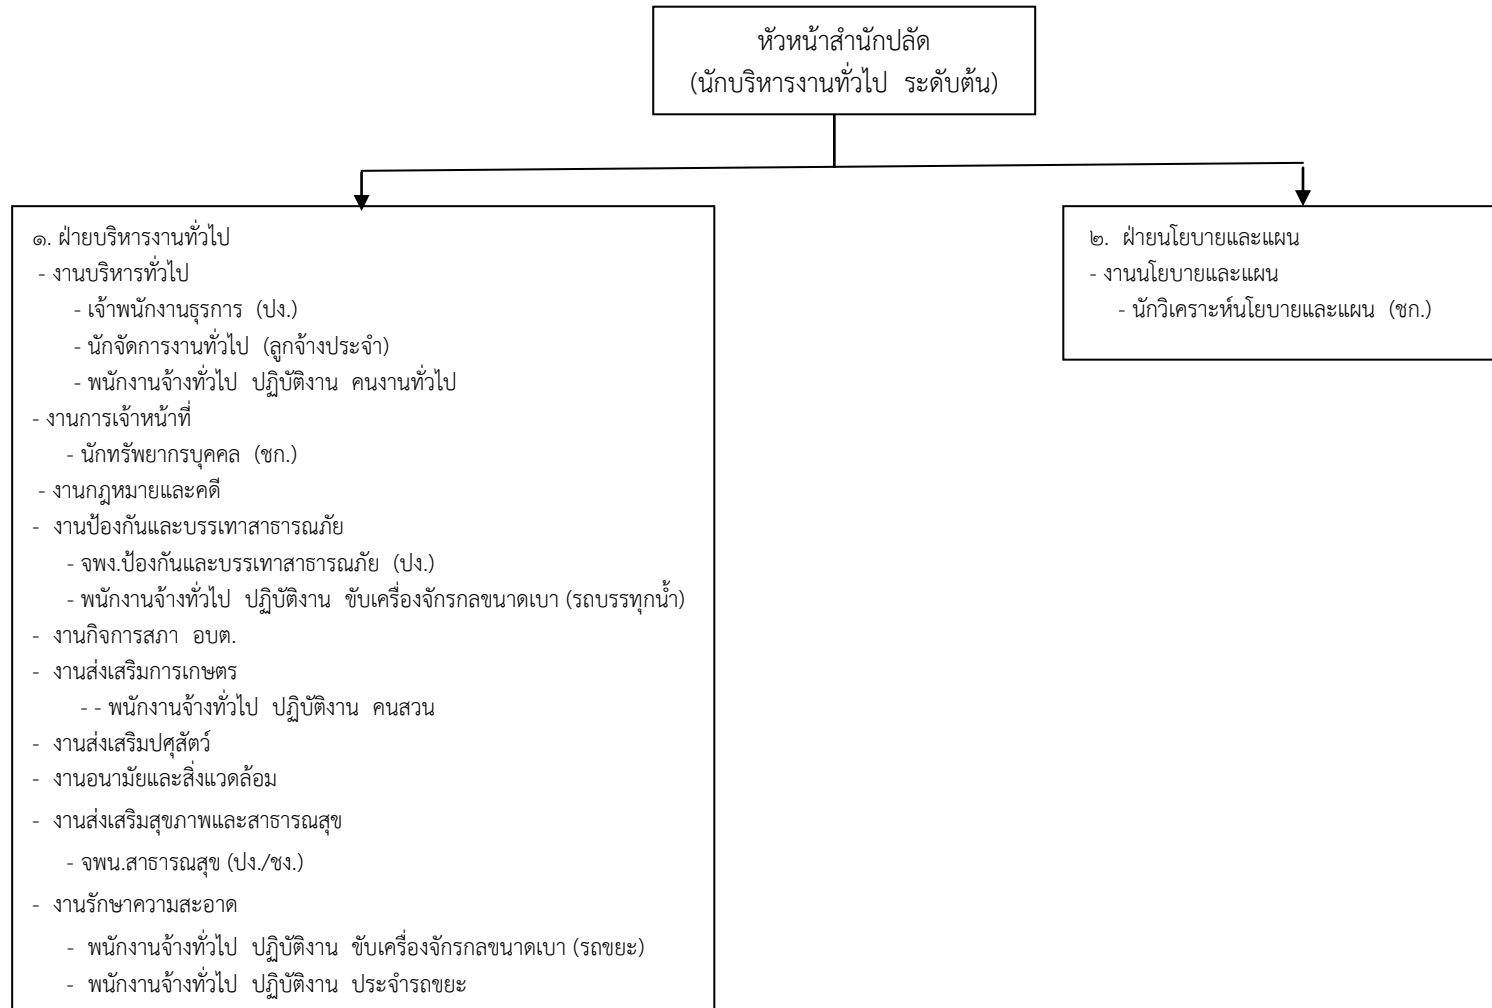 หัวหน้าสำนักปลัด
(นักบริหารงานทั่วไป ระดับต้น)
๑. ฝ่ายบริหารงานทั่วไป
- งานบริหารทั่วไป
- เจ้าพนักงานธุรการ (ปง.)
- นักจัดการงานทั่วไป (ลูกจ้างประจำ)
- พนักงานจ้างทั่วไป ปฏิบัติงาน คนงานทั่วไป
- งานการเจ้าหน้าที่
- นักทรัพยากรบุคคล (ชก.)
- งานกฎหมายและคดี
- งานป้องกันและบรรเทาสาธารณภัย
- จพง.ป้องกันและบรรเทาสาธารณภัย (ปง.)
- พนักงานจ้างทั่วไป ปฏิบัติงาน ขับเครื่องจักรกลขนาดเบา (รถบรรทุกน้ำ)
- งานกิจการสภา อบต.
- งานส่งเสริมการเกษตร
- - พนักงานจ้างทั่วไป ปฏิบัติงาน คนสวน
- งานส่งเสริมปศุสัตว์
- งานอนามัยและสิ่งแวดล้อม
- งานส่งเสริมสุขภาพและสาธารณสุข
- จพน.สาธารณสุข (ปง./ชง.)
- งานรักษาความสะอาด
- พนักงานจ้างทั่วไป ปฏิบัติงาน ขับเครื่องจักรกลขนาดเบา (รถขยะ)
- พนักงานจ้างทั่วไป ปฏิบัติงาน ประจำรถขยะ
๒. ฝ่ายนโยบายและแผน
- งานนโยบายและแผน
- นักวิเคราะห์นโยบายและแผน (ชก.)